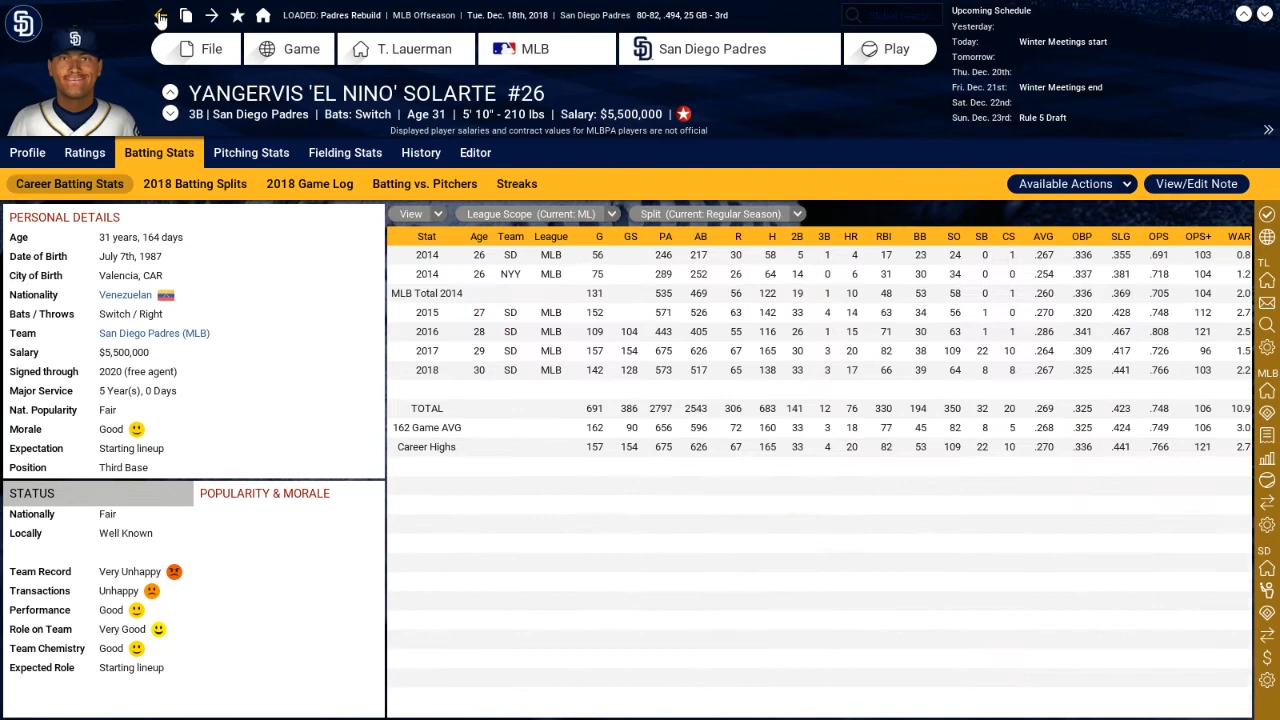 LOADED: Padres Rebuild | MLB Offseason | Tue. Dec. 18th, 2018 | San Diego Padres 80-82, .494, 25 GB - 3rd
Upcoming Schedule
Yesterday:
Today: Winter Meetings start
Tomorrow:
Thu. Dec. 20th:
Fri. Dec. 21st: Winter Meetings end
Sat. Dec. 22nd:
Sun. Dec. 23rd: Rule 5 Draft
File Game T. Lauerman MLB San Diego Padres Play
YANGERVIS 'EL NINO' SOLARTE #26
3B | San Diego Padres | Bats: Switch | Age 31 | 5' 10" - 210 lbs | Salary: $5,500,000 |
Displayed player salaries and contract values for MLBPA players are not official
Profile Ratings Batting Stats Pitching Stats Fielding Stats History Editor
Career Batting Stats 2018 Batting Splits 2018 Game Log Batting vs. Pitchers Streaks Available Actions View/Edit Note
PERSONAL DETAILS
Age 31 years, 164 days
Date of Birth July 7th, 1987
City of Birth Valencia, CAR
Nationality Venezuelan
Bats / Throws Switch / Right
Team San Diego Padres (MLB)
Salary $5,500,000
Signed through 2020 (free agent)
Major Service 5 Year(s), 0 Days
Nat. Popularity Fair
Morale Good
Expectation Starting lineup
Position Third Base
STATUS POPULARITY & MORALE
Nationally Fair
Locally Well Known
Team Record Very Unhappy
Transactions Unhappy
Performance Good
Role on Team Very Good
Team Chemistry Good
Expected Role Starting lineup
View League Scope (Current: ML) Split (Current: Regular Season)
Stat Age Team League G GS PA AB R H 2B 3B HR RBI BB SO SB CS AVG OBP SLG OPS OPS+ WAR
2014 26 SD MLB 56 246 217 30 58 5 0 4 17 23 24 0 1 .267 .336 .355 .691 103 0.8
2014 26 NYY MLB 75 289 252 26 64 14 0 6 31 30 34 0 0 .254 .337 .381 .718 104 1.2
MLB Total 2014 131 535 469 56 122 19 1 10 48 53 58 0 1 .260 .336 .369 .705 104 2.0
2015 27 SD MLB 152 571 526 63 142 33 4 14 63 34 56 1 0 .270 .320 .428 .748 112 2.7
2016 28 SD MLB 109 104 443 405 55 116 26 1 15 71 30 63 1 1 .286 .341 .467 .808 121 2.5
2017 29 SD MLB 157 154 675 626 67 165 30 3 20 82 38 109 22 10 .264 .309 .417 .726 96 1.5
2018 30 SD MLB 142 128 573 517 65 138 33 3 17 66 39 64 8 8 .267 .325 .441 .766 103 2.2
TOTAL 691 386 2797 2543 306 683 141 12 76 330 194 350 32 20 .269 .325 .423 .748 106 10.9
162 Game AVG 162 90 656 596 72 160 33 3 18 77 45 82 8 5 .268 .325 .424 .749 106 3.0
Career Highs 157 154 675 626 67 165 33 4 20 82 53 109 22 10 .270 .336 .441 .766 121 2.7
TL
MLB
SD